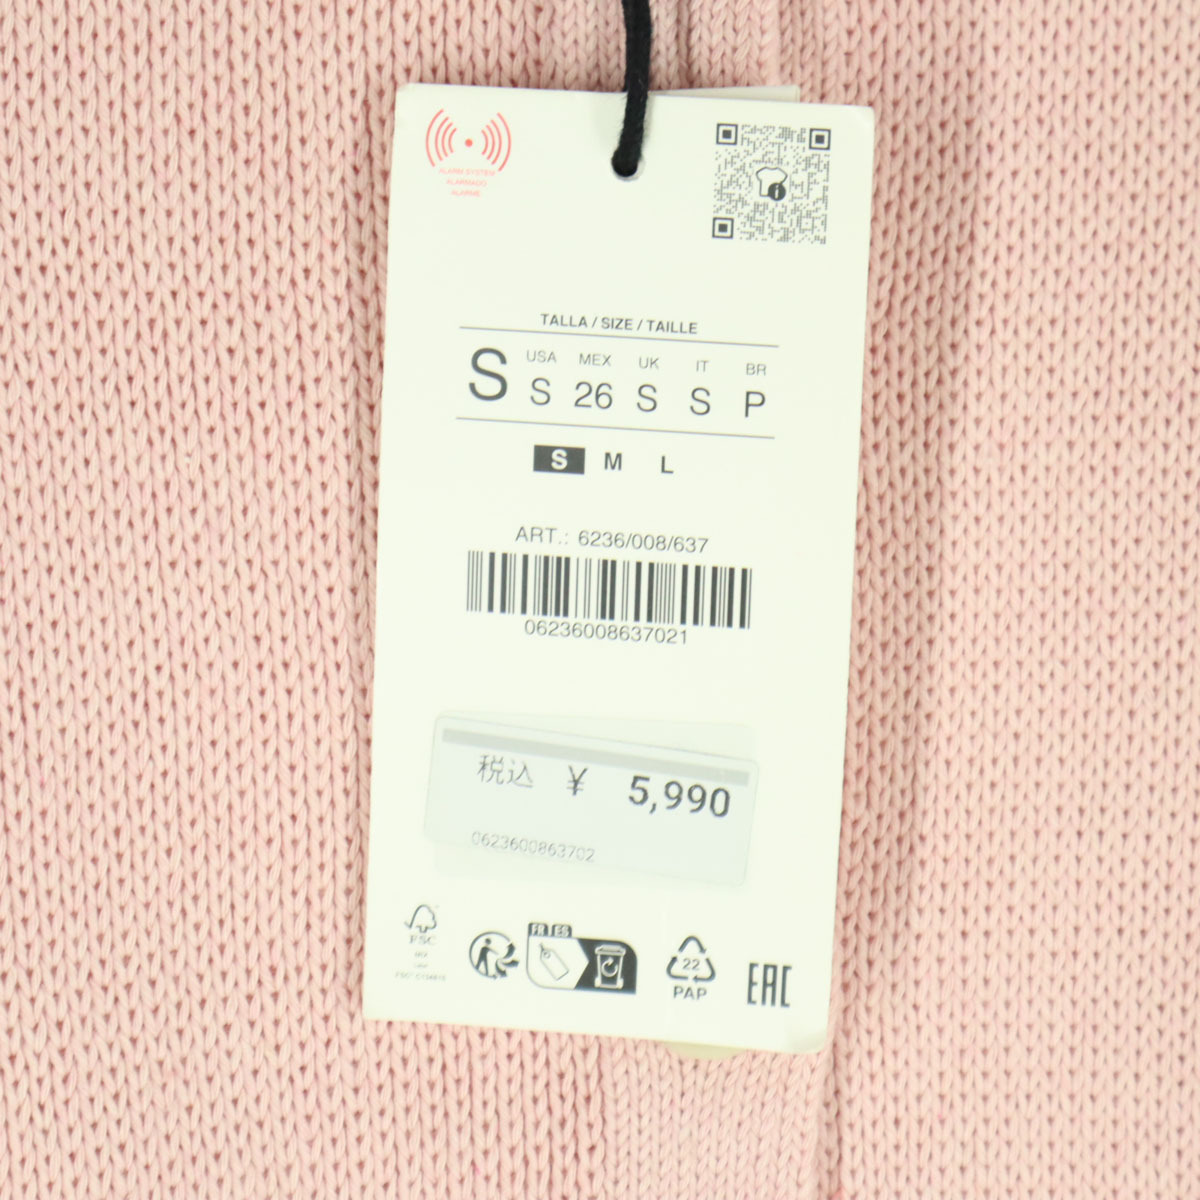 ALARM SYSTEM
ALARMADO
ALARME
TALLA / SIZE / TAILLE
USA MEX UK IT BR
S S 26 S S P
S M L
ART.: 6236/008/637
06236008637021
税込 ¥ 5,990
0623600863702
FSC
MIX
FR ES
22
PAP
EAC